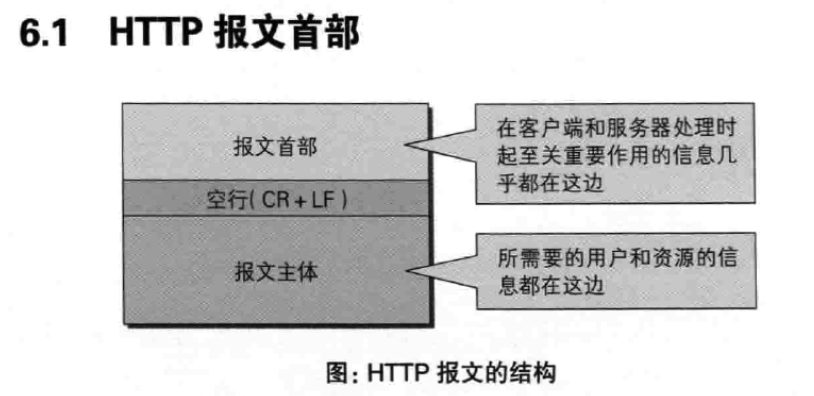 6.1 HTTP 报文首部
报文首部
空行( CR + LF )
报文主体
在客户端和服务器处理时
起至关重要作用的信息几
乎都在这边
所需要的用户和资源的信
息都在这边
图: HTTP 报文的结构